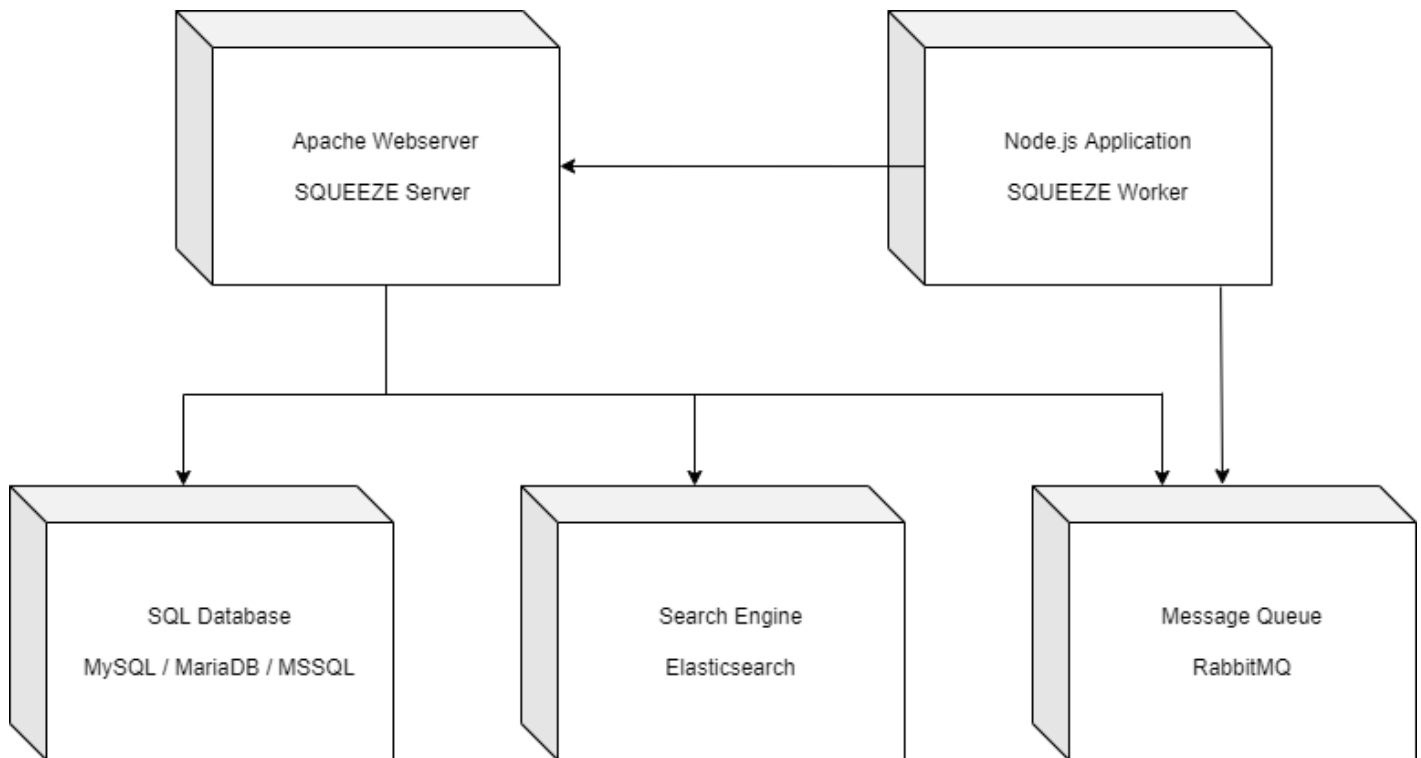 Apache Webserver
SQUEEZE Server
Node.js Application
SQUEEZE Worker
SQL Database
MySQL / MariaDB / MSSQL
Search Engine
Elasticsearch
Message Queue
RabbitMQ